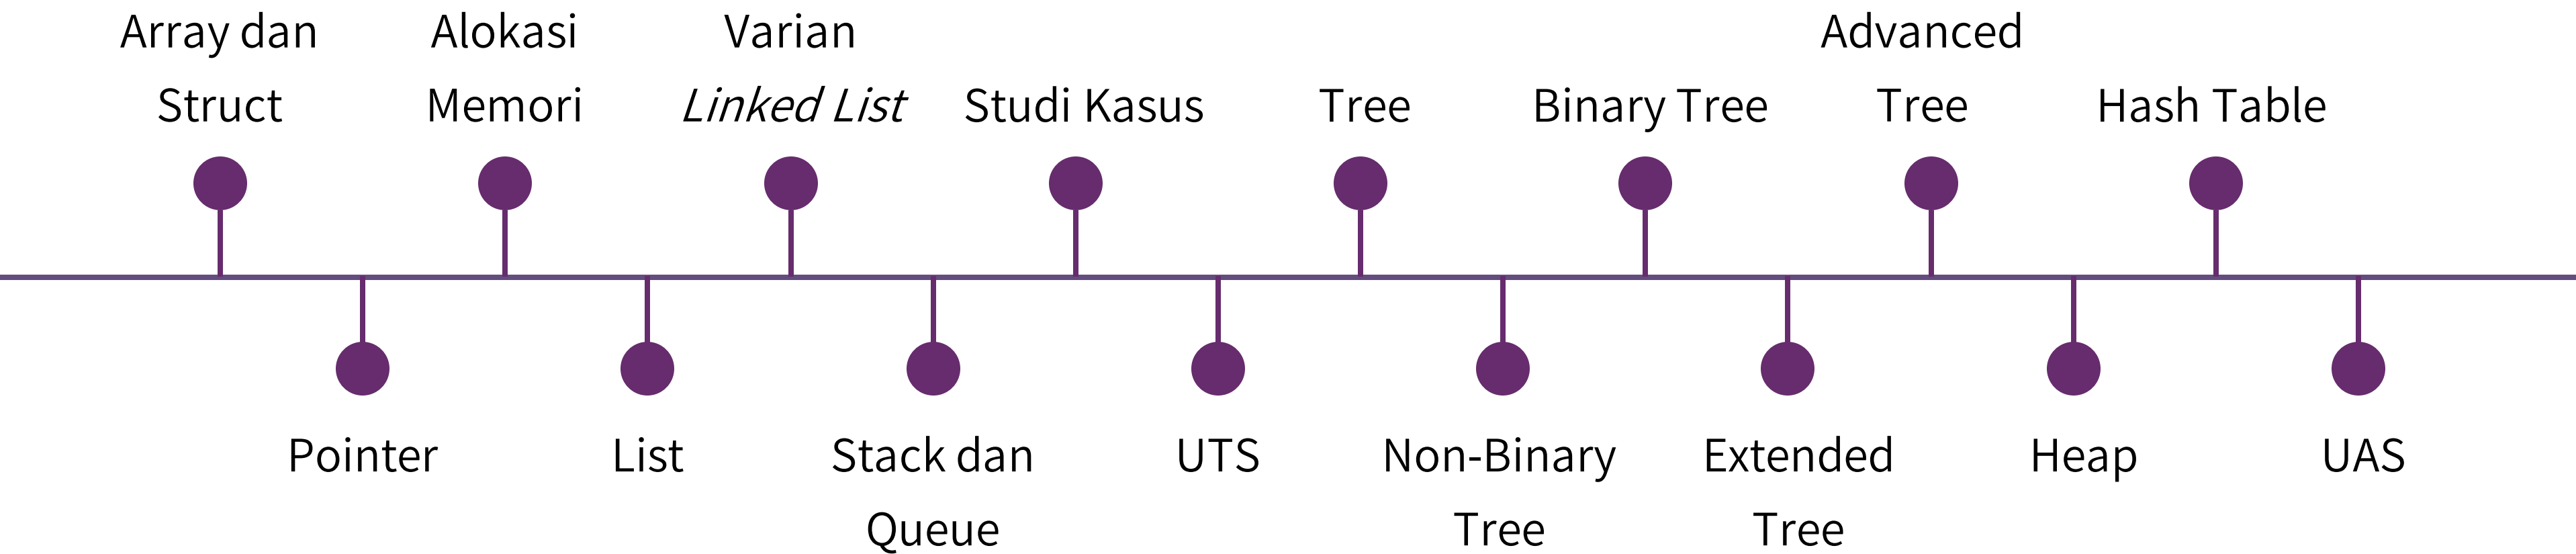 Array dan
Struct
Pointer
Alokasi
Memori
List
Varian
Linked List
Stack dan
Queue
Studi Kasus
UTS
Tree
Non-Binary
Tree
Binary Tree
Extended
Tree
Advanced
Tree
Heap
Hash Table
UAS